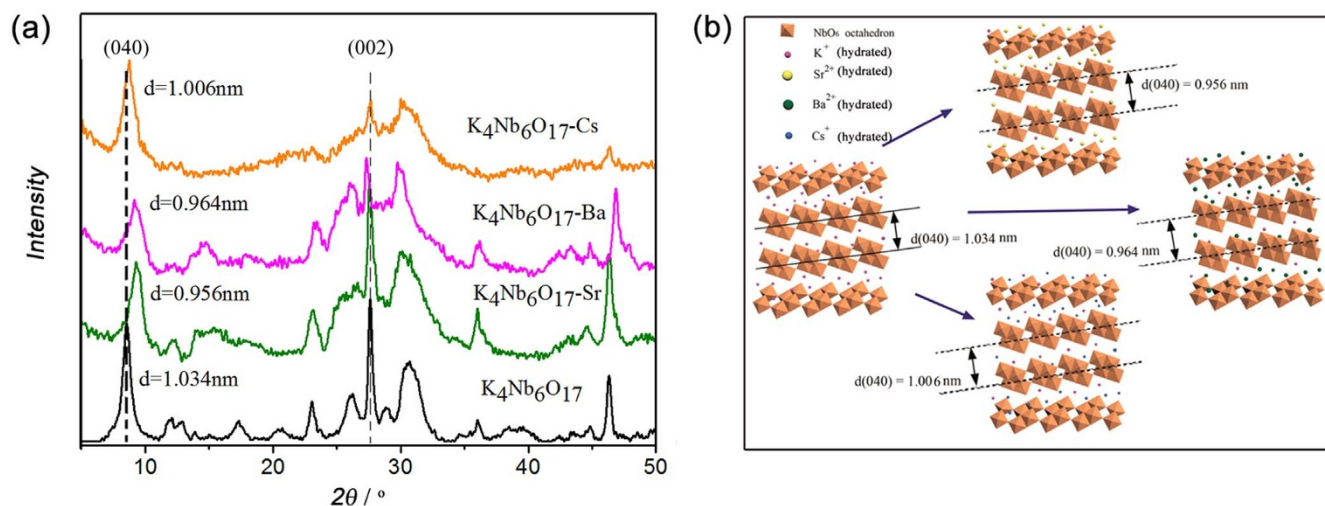 (a)
(040)
(002)
d=1.006nm
K₄Nb₆O₁₇-Cs
d=0.964nm
K₄Nb₆O₁₇-Ba
d=0.956nm
K₄Nb₆O₁₇-Sr
d=1.034nm
K₄Nb₆O₁₇
Intensity
10 20 30 40 50
2θ / °
(b)
NbO₆ octahedron
K⁺ (hydrated)
Sr²⁺ (hydrated)
Ba²⁺ (hydrated)
Cs⁺ (hydrated)
d(040) = 0.956 nm
d(040) = 1.034 nm
d(040) = 0.964 nm
d(040) = 1.006 nm